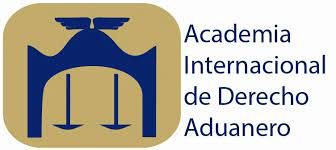 Academia
Internacional
de Derecho
Aduanero